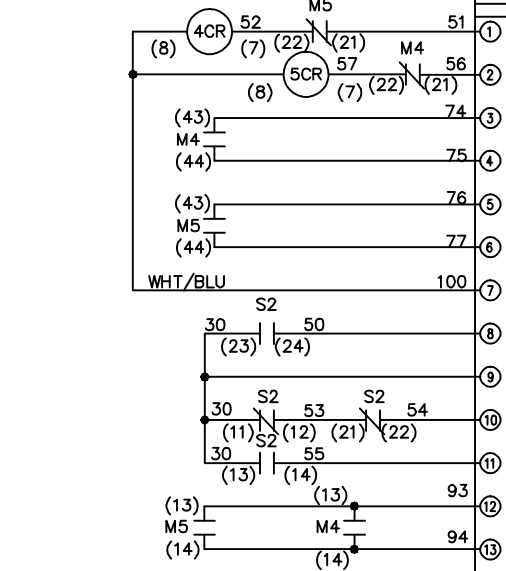 M5
4CR 52 51 1
(8) (7) (22) (21)
M4
5CR 57 56 2
(8) (7) (22) (21)
(43) 74 3
M4
(44) 75 4
(43) 76 5
M5
(44) 77 6
WHT/BLU 100 7
S2
30 50 8
(23) (24)
9
S2 S2
30 53 54 10
(11) (12) (21) (22)
S2
30 55 11
(13) (14)
(13) (13) 93 12
M5 M4
(14) 94 13
(14)